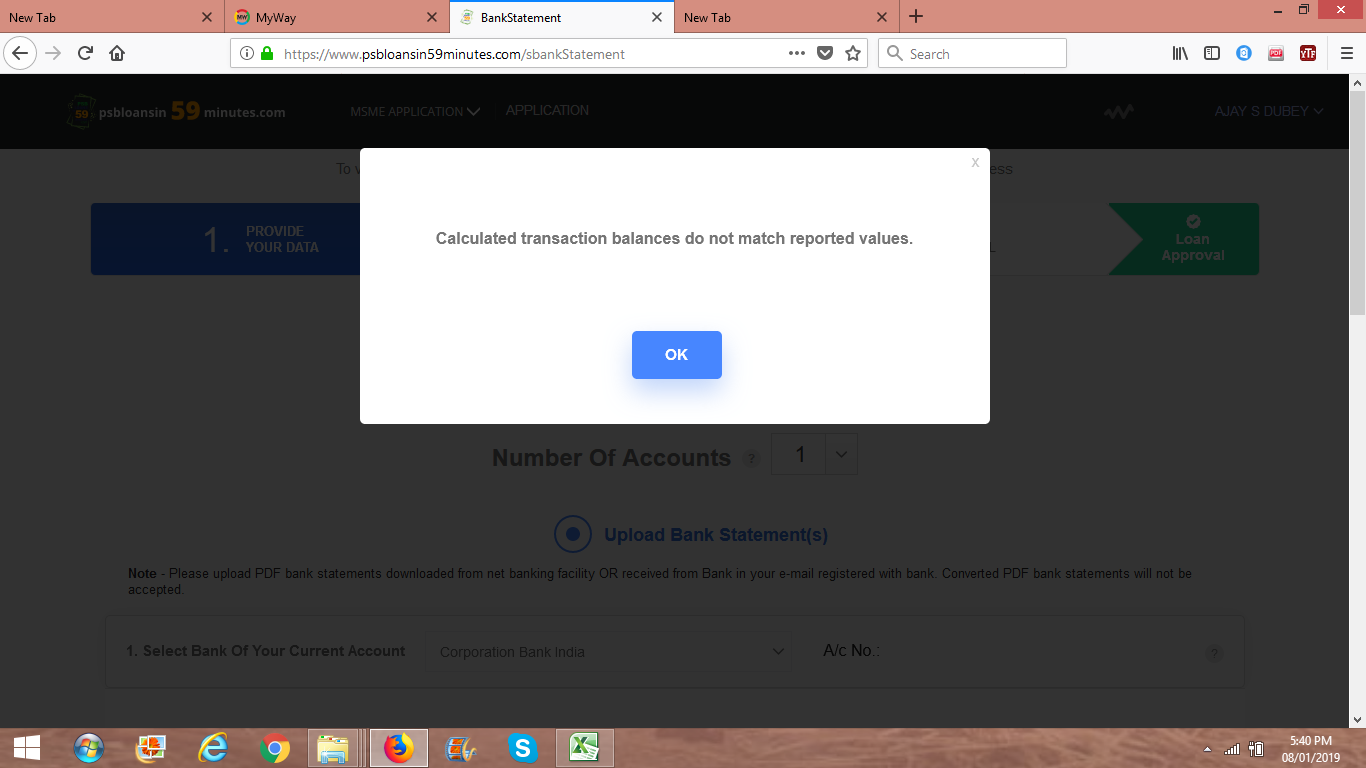 New Tab
MyWay
BankStatement
New Tab
https://www.psbloansin59minutes.com/sbankStatement
Search
psbloansin 59 minutes.com
MSME APPLICATION
APPLICATION
AJAY S DUBEY
To
x
1. PROVIDE
YOUR DATA
Calculated transaction balances do not match reported values.
Loan
Approval
OK
Number Of Accounts ? 1
Upload Bank Statement(s)
Note - Please upload PDF bank statements downloaded from net banking facility OR received from Bank in your e-mail registered with bank. Converted PDF bank statements will not be
accepted.
1. Select Bank Of Your Current Account
Corporation Bank India
A/c No.:
?
5:40 PM
08/01/2019